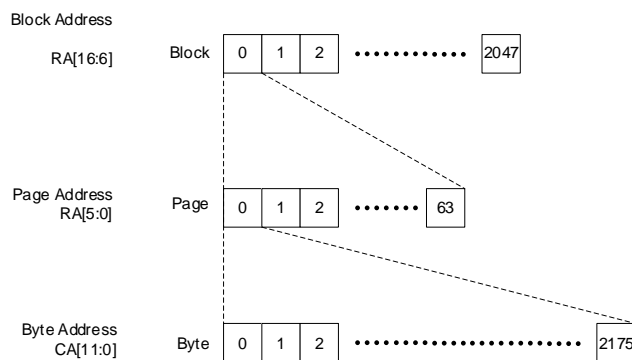 Block Address
RA[16:6] Block 0 1 2 2047
Page Address
RA[5:0] Page 0 1 2 63
Byte Address
CA[11:0] Byte 0 1 2 2175